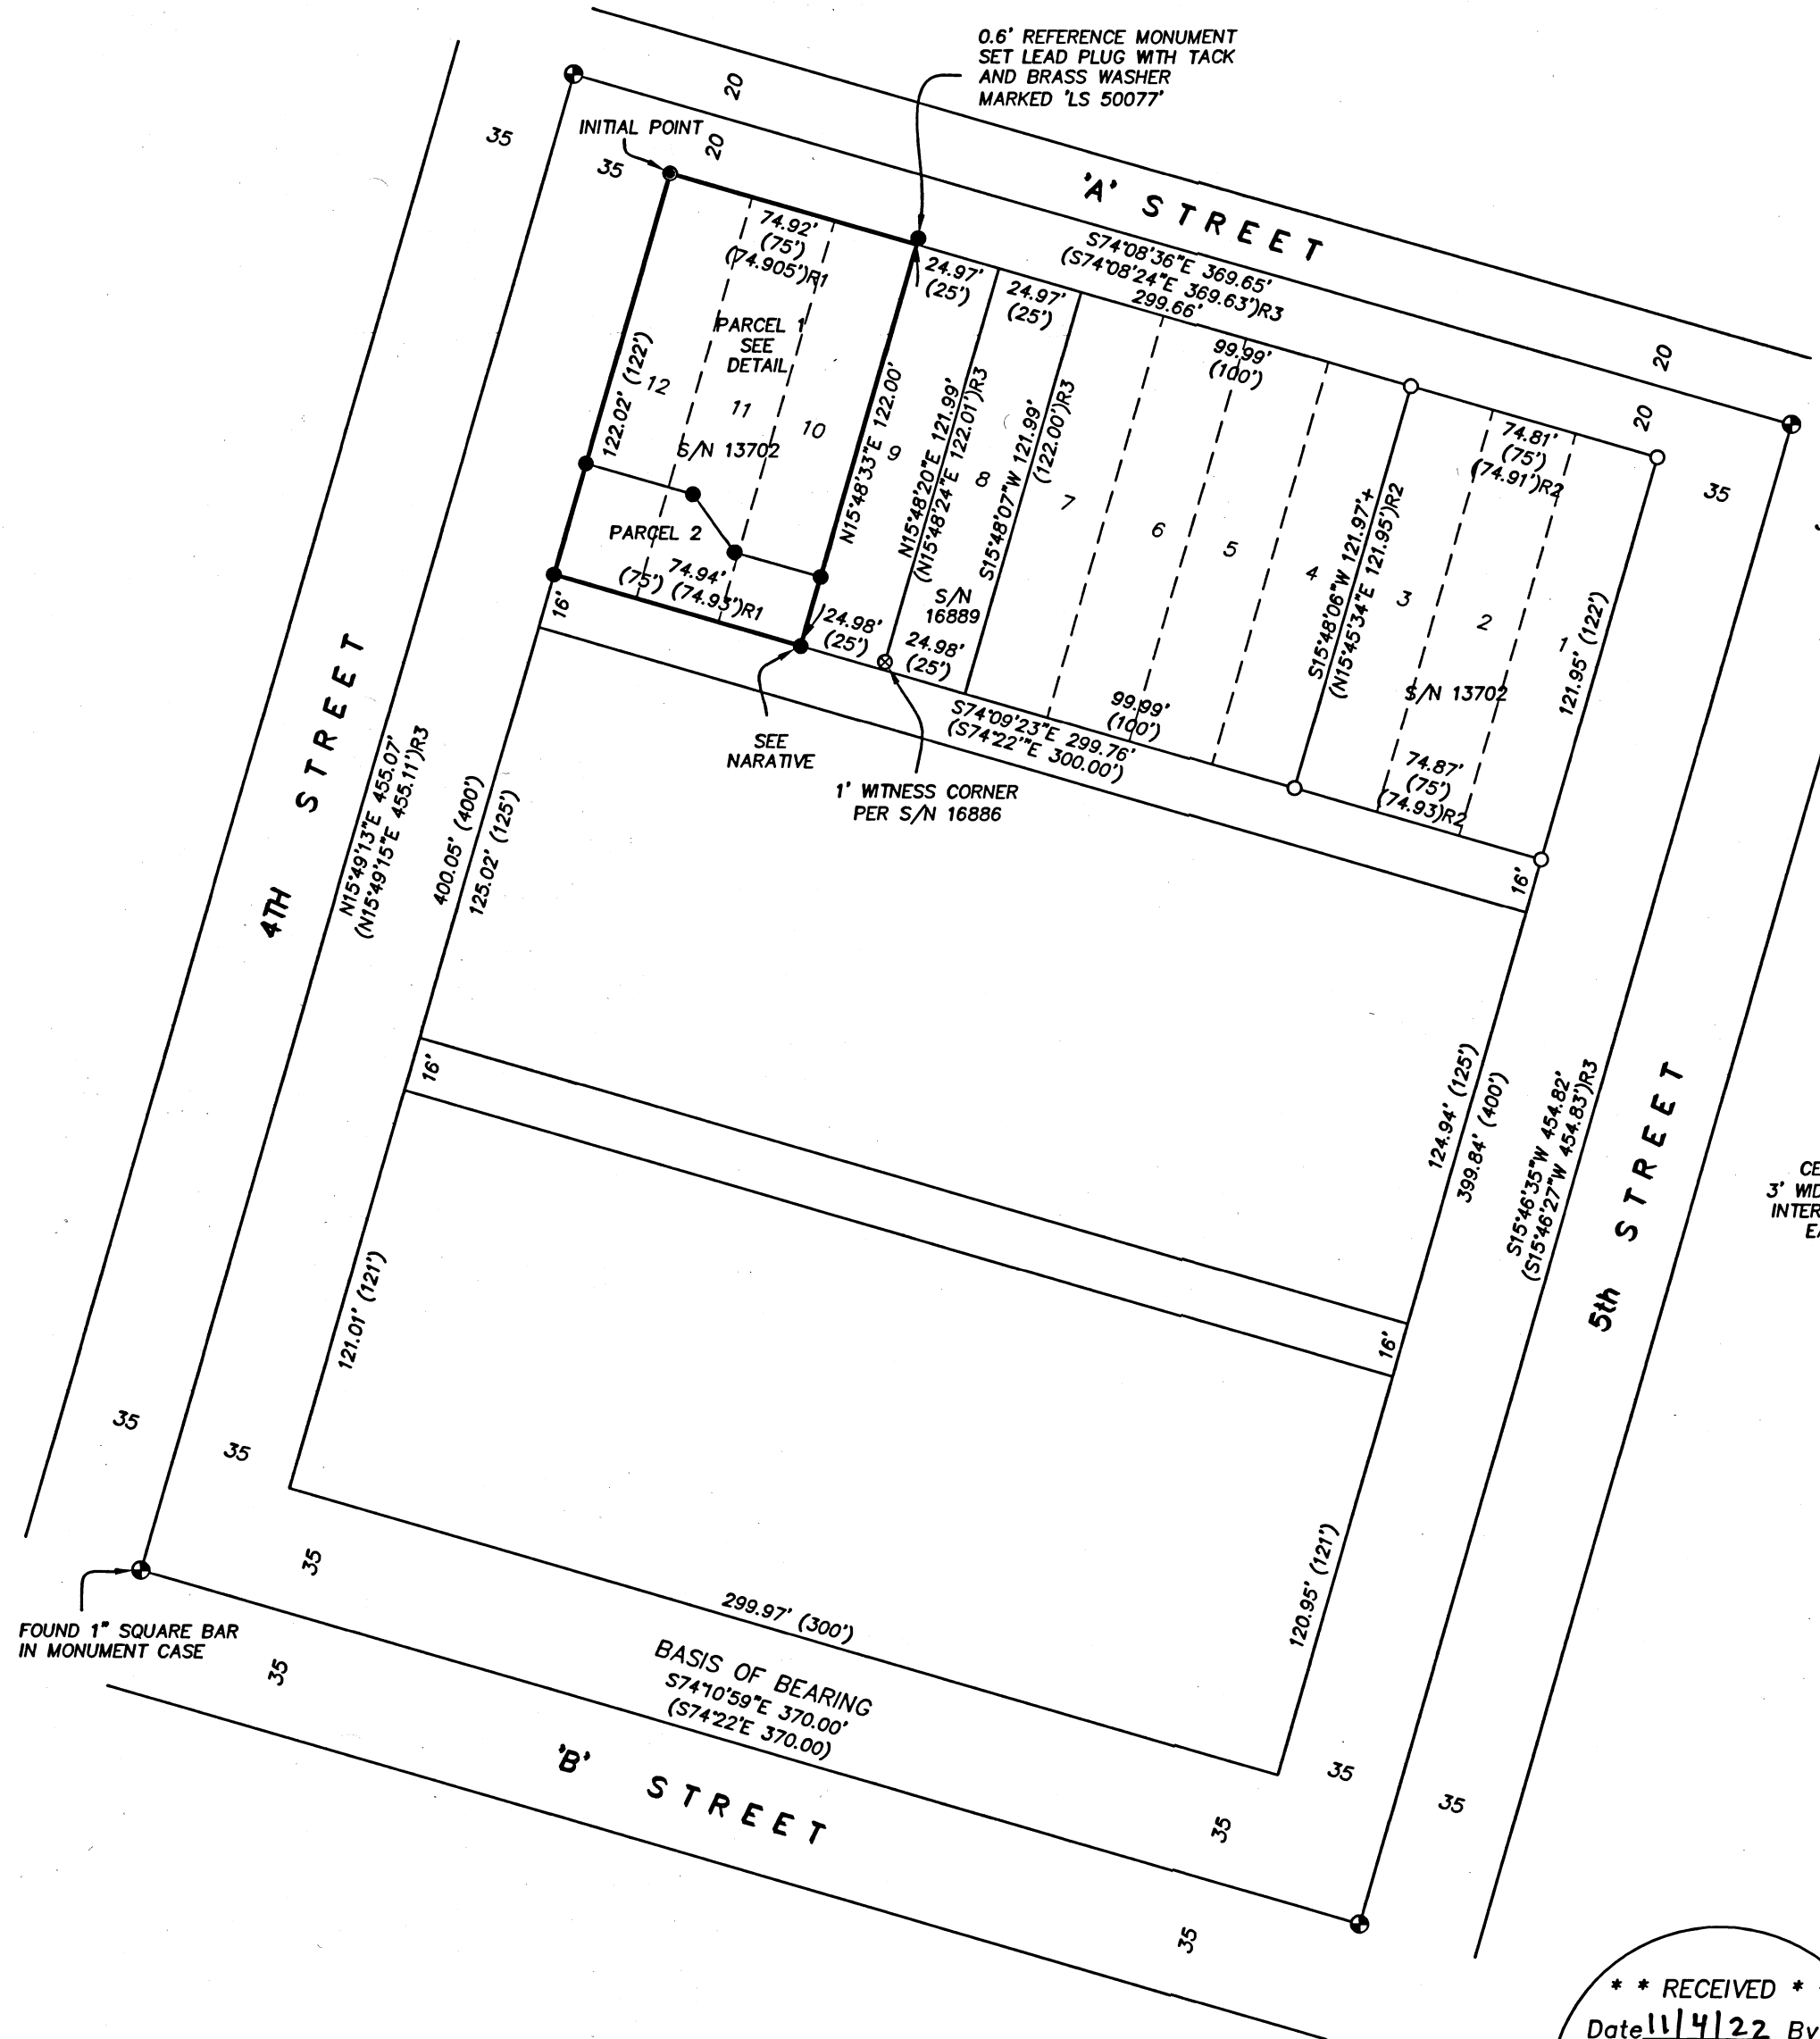 0.6' REFERENCE MONUMENT
SET LEAD PLUG WITH TACK
AND BRASS WASHER
MARKED 'LS 50077'
20
35
INITIAL POINT
20
35
'A' STREET
S74°08'36"E 369.65'
(S74°08'24"E 369.63')R3
299.66'
74.92'
(75')
(74.905')R1
24.97'
(25')
24.97'
(25')
99.99'
(100')
20
20
35
74.81'
(75')
(74.91')R2
PARCEL 1
SEE
DETAIL
122.02' (122')
12
11
10
S/N 13702
N15°48'33"E 122.00'
9
N15°48'20"E 121.99'
(N15°48'24"E 122.01')R3
8
S15°48'07"W 121.99'
(122.00')R3
7
6
5
4
S15°48'06"W 121.97'+
(N15°45'34"E 121.95')R2
3
2
1
S/N 13702
121.95' (122')
PARCEL 2
74.94'
(75') (74.93')R1
16'
24.98'
(25')
S/N
16889
24.98'
(25')
SEE
NARATIVE
1' WITNESS CORNER
PER S/N 16886
S74°09'23"E 299.76'
(S74°22'"E 300.00')
99.99'
(100')
74.87'
(75')
(74.93)R2
16'
4TH STREET
N15°49'13"E 455.07'
(N15°49'15"E 455.11')R3
400.05' (400')
125.02' (125')
16'
124.94' (125')
399.84' (400')
S15°46'35"W 454.82'
(S15°46'27"W 454.83')R3
5th STREET
CE
3' WID
INTER
EA
16'
121.01' (121')
120.95' (121')
35
35
35
35
FOUND 1" SQUARE BAR
IN MONUMENT CASE
299.97' (300')
BASIS OF BEARING
S74°10'59"E 370.00'
(S74°22'E 370.00)
'B' STREET
35
35
35
35
* * RECEIVED *
Date 11/4/22 By